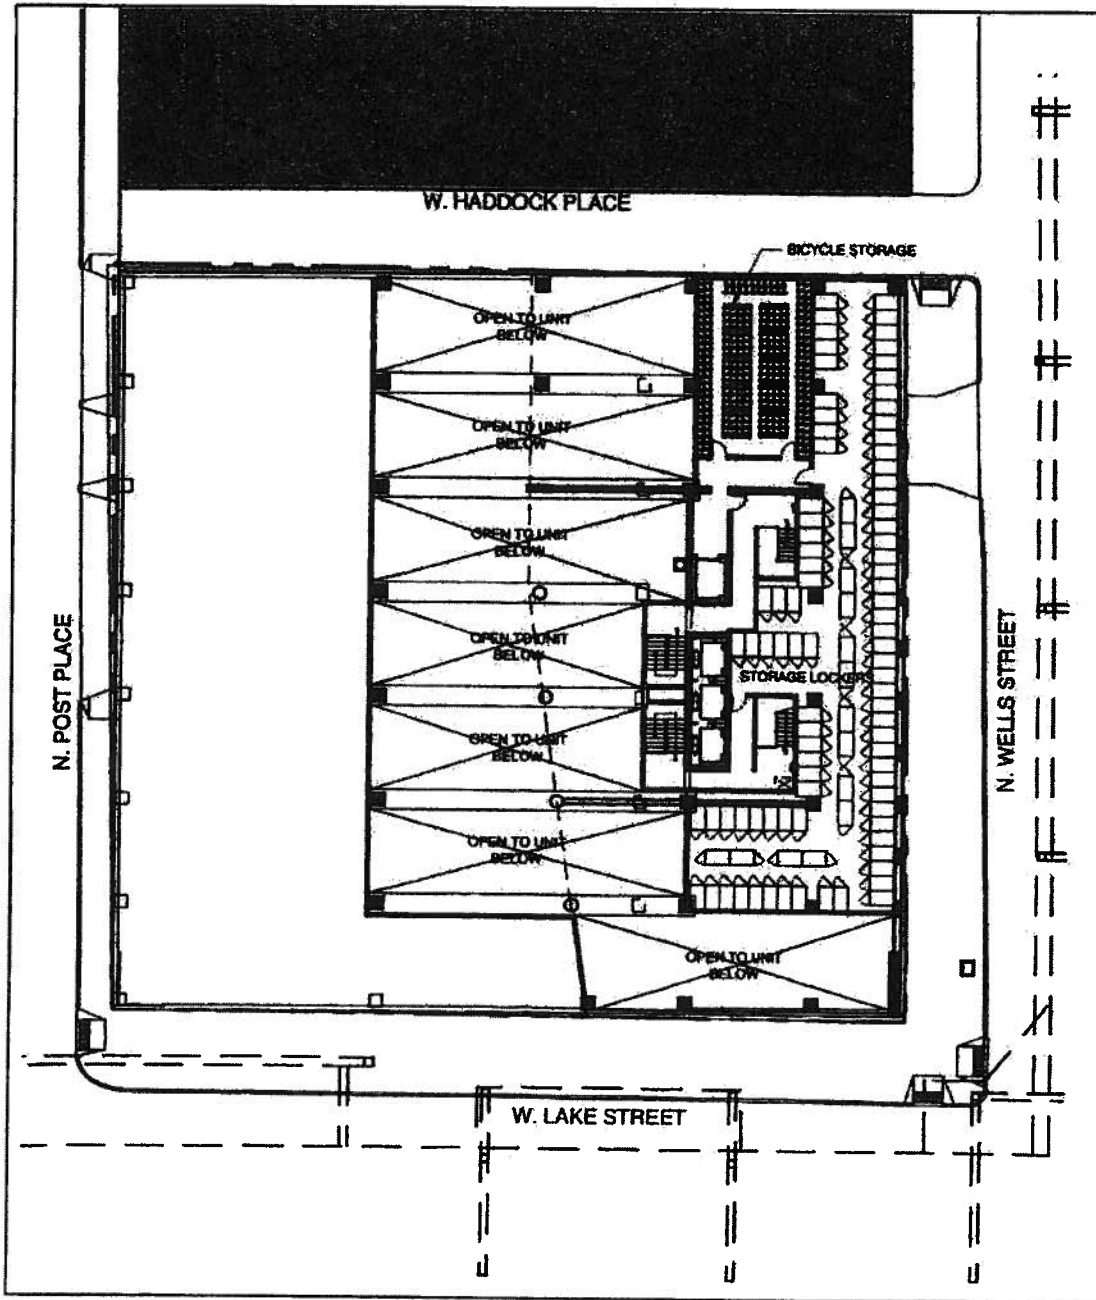 W. HADDOCK PLACE
BICYCLE STORAGE
OPEN TO UNIT
BELOW
OPEN TO UNIT
BELOW
OPEN TO UNIT
BELOW
OPEN TO UNIT
BELOW
STORAGE LOCKERS
N. POST PLACE
N. WELLS STREET
OPEN TO UNIT
BELOW
OPEN TO UNIT
BELOW
OPEN TO UNIT
BELOW
W. LAKE STREET